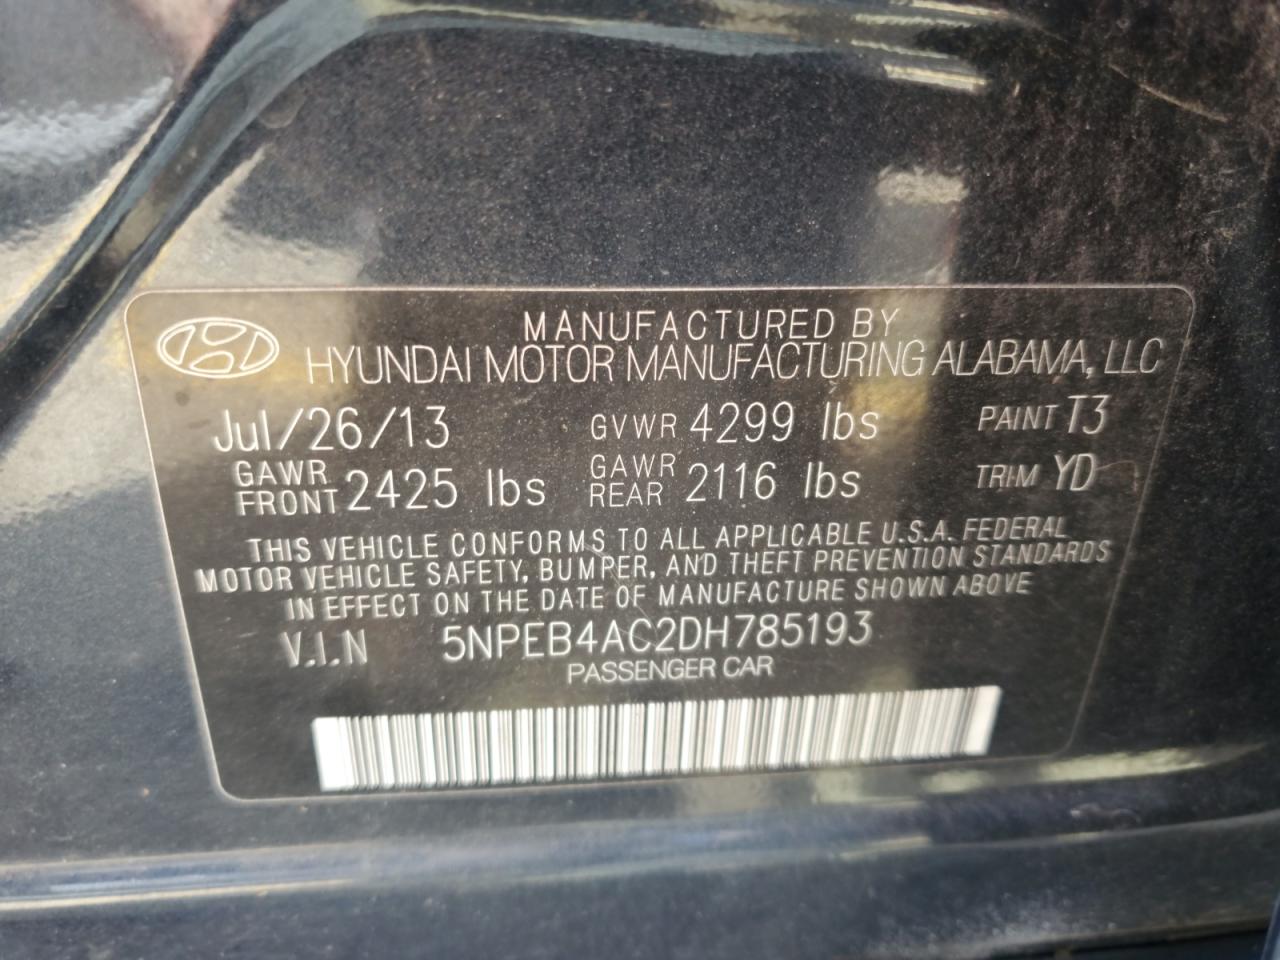 MANUFACTURED BY
HYUNDAI MOTOR MANUFACTURING ALABAMA, LLC
Jul/26/13 GVWR 4299 lbs PAINT T3
GAWR FRONT 2425 lbs GAWR REAR 2116 lbs TRIM YD
THIS VEHICLE CONFORMS TO ALL APPLICABLE U.S.A. FEDERAL
MOTOR VEHICLE SAFETY, BUMPER, AND THEFT PREVENTION STANDARDS
IN EFFECT ON THE DATE OF MANUFACTURE SHOWN ABOVE
V.I.N 5NPEB4AC2DH785193
PASSENGER CAR